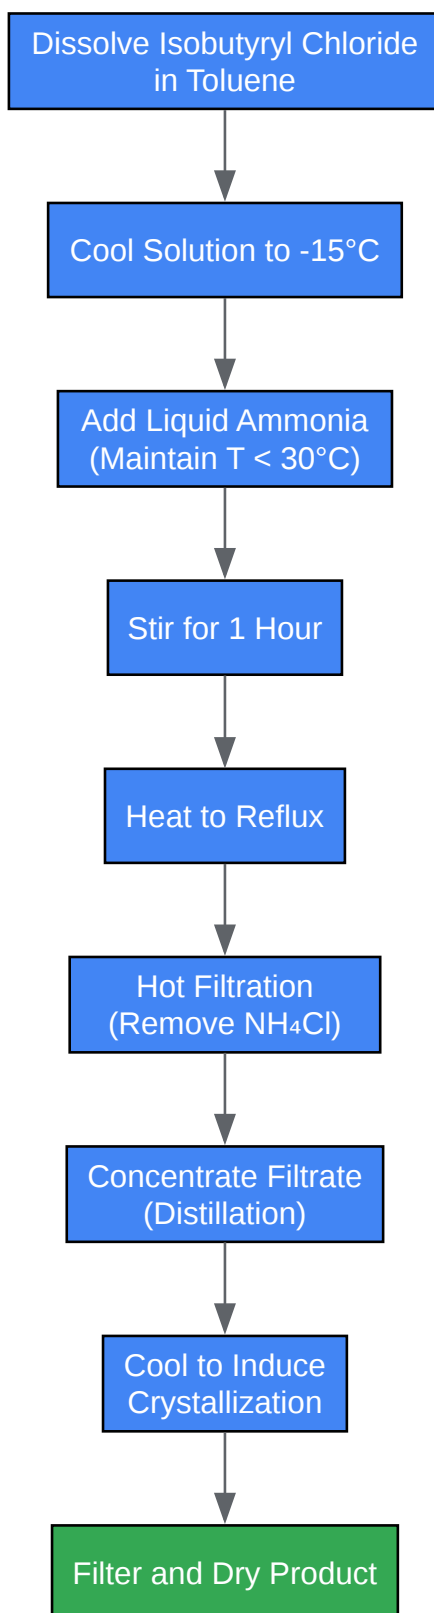 Dissolve Isobutyryl Chloride
in Toluene
Cool Solution to -15°C
Add Liquid Ammonia
(Maintain T < 30°C)
Stir for 1 Hour
Heat to Reflux
Hot Filtration
(Remove NH₄Cl)
Concentrate Filtrate
(Distillation)
Cool to Induce
Crystallization
Filter and Dry Product